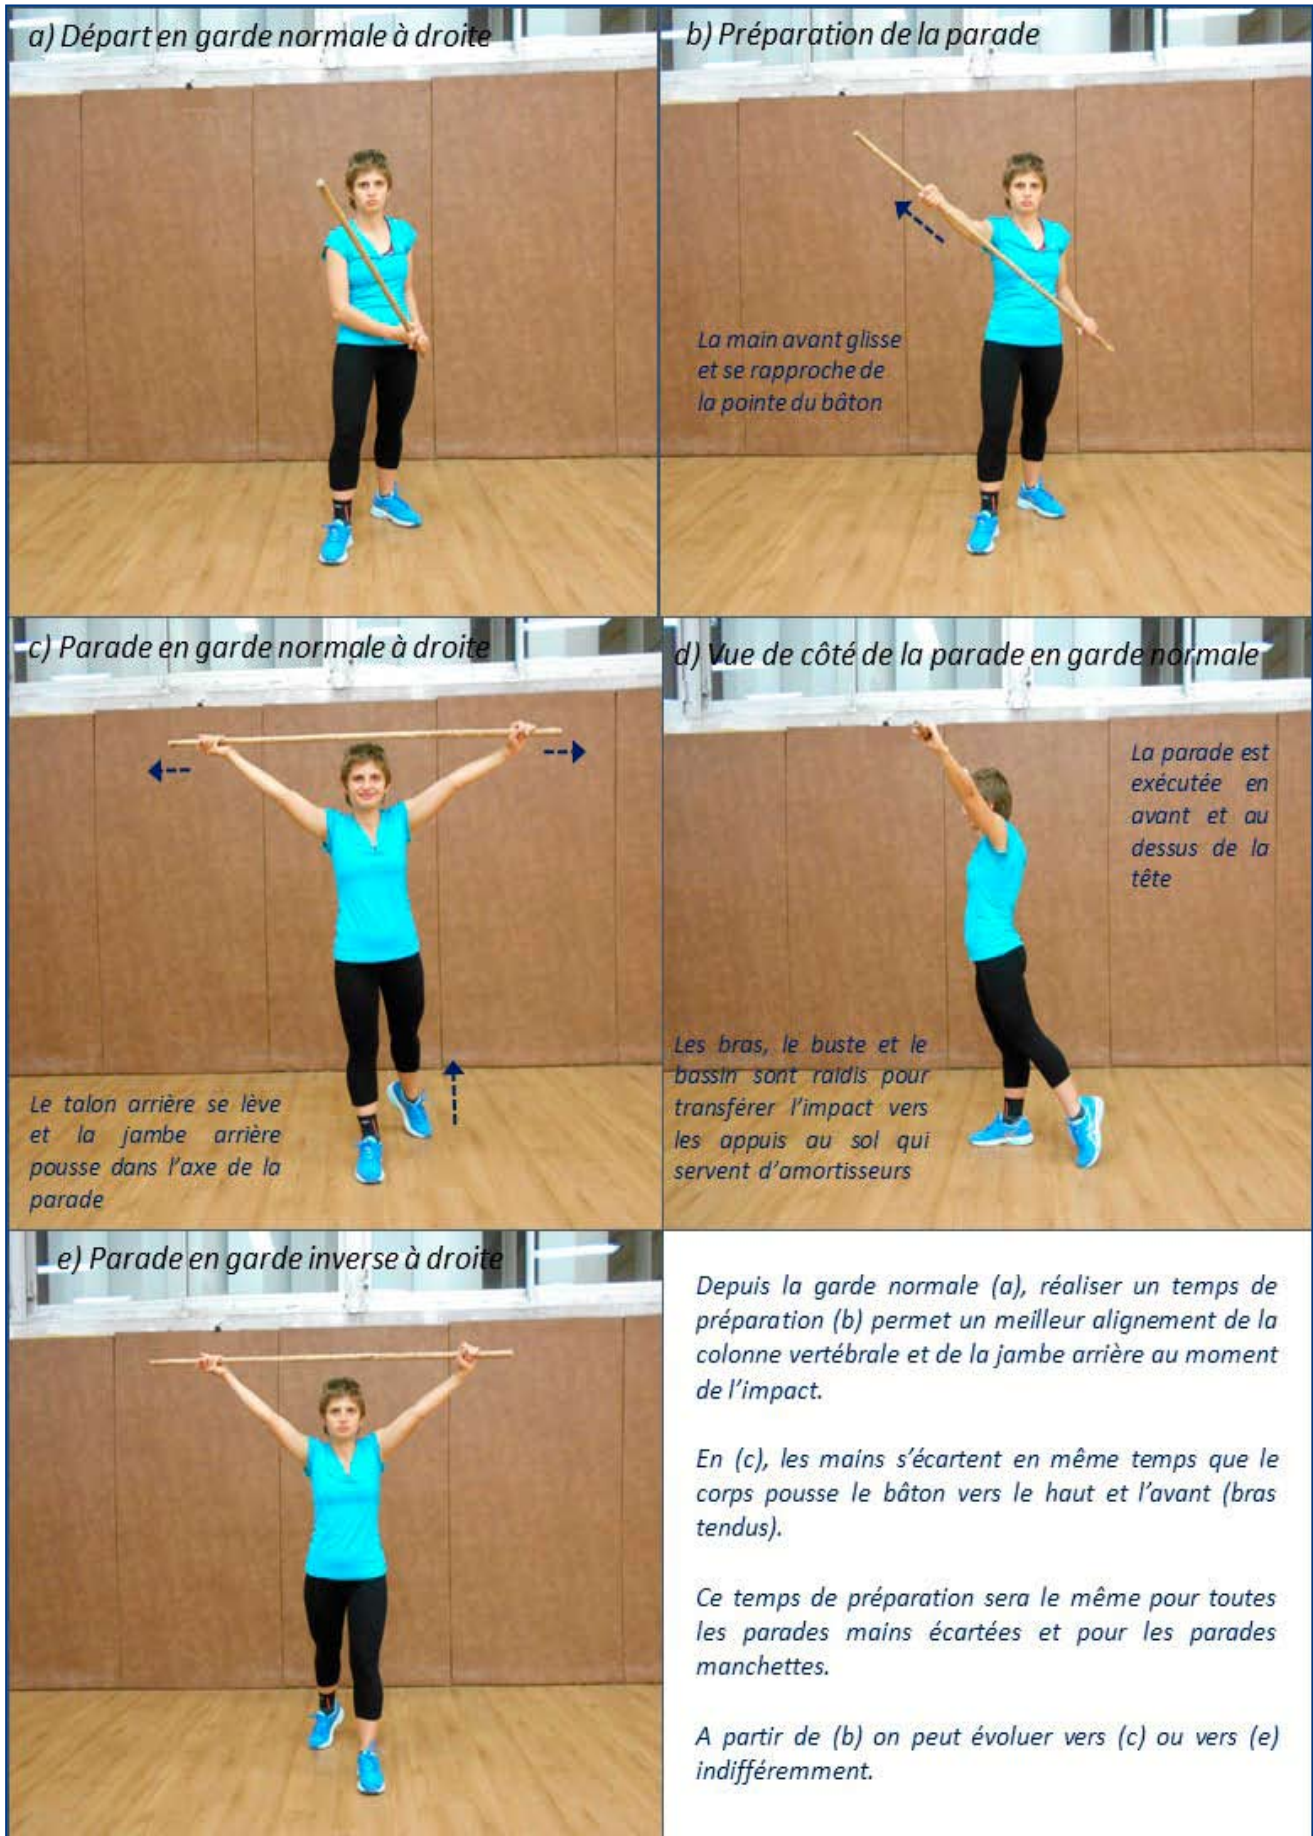 a) Départ en garde normale à droite
b) Préparation de la parade
La main avant glisse
et se rapproche de
la pointe du bâton
c) Parade en garde normale à droite
Le talon arrière se lève
et la jambe arrière
pousse dans l'axe de la
parade
d) Vue de côté de la parade en garde normale
La parade est
exécutée en
avant et au
dessus de la
tête
Les bras, le buste et le
bassin sont raidis pour
transférer l'impact vers
les appuis au sol qui
servent d'amortisseurs
e) Parade en garde inverse à droite
Depuis la garde normale (a), réaliser un temps de
préparation (b) permet un meilleur alignement de la
colonne vertébrale et de la jambe arrière au moment
de l'impact.
En (c), les mains s'écartent en même temps que le
corps pousse le bâton vers le haut et l'avant (bras
tendus).
Ce temps de préparation sera le même pour toutes
les parades mains écartées et pour les parades
manchettes.
A partir de (b) on peut évoluer vers (c) ou vers (e)
indifféremment.